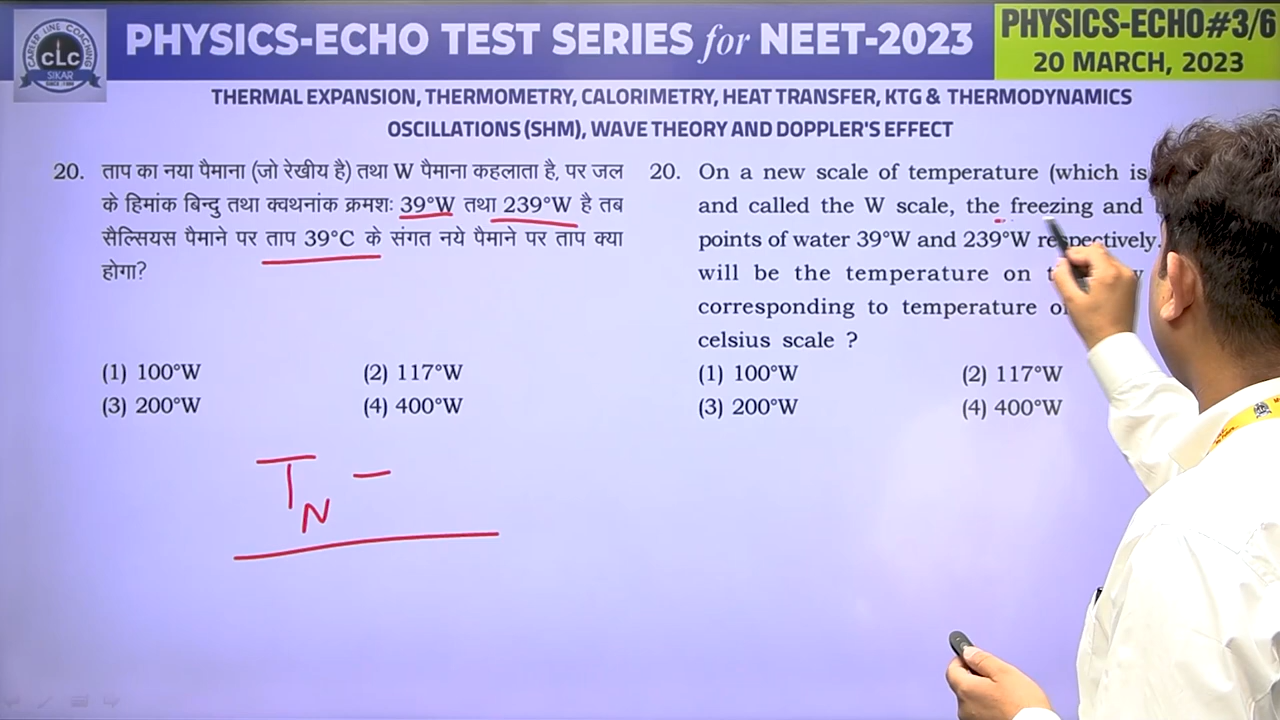 CAREER LINE COACHING
CLC
SIKAR
PHYSICS-ECHO TEST SERIES for NEET-2023
PHYSICS-ECHO#3/6
20 MARCH, 2023
THERMAL EXPANSION, THERMOMETRY, CALORIMETRY, HEAT TRANSFER, KTG & THERMODYNAMICS
OSCILLATIONS (SHM), WAVE THEORY AND DOPPLER'S EFFECT
20. ताप का नया पैमाना (जो रेखीय है) तथा W पैमाना कहलाता है, पर जल
के हिमांक बिन्दु तथा क्वथनांक क्रमशः 39°W तथा 239°W है तब
सैल्सियस पैमाने पर ताप 39°C के संगत नये पैमाने पर ताप क्या
होगा?
(1) 100°W (2) 117°W
(3) 200°W (4) 400°W
20. On a new scale of temperature (which is
and called the W scale, the freezing and
points of water 39°W and 239°W respectively.
will be the temperature on
corresponding to temperature
celsius scale ?
(1) 100°W (2) 117°W
(3) 200°W (4) 400°W
T_N –